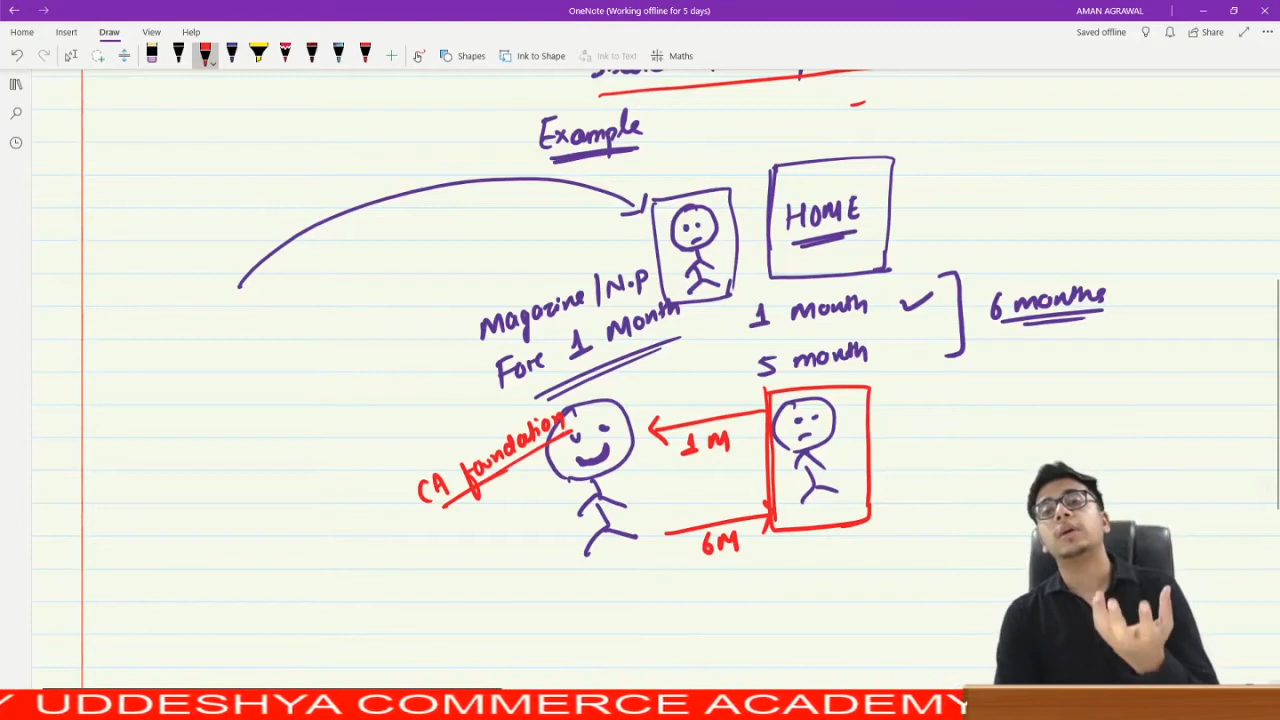 OneNote (Working offline for 5 days)
AMAN AGRAWAL
Home Insert Draw View Help
Saved offline
Share
Shapes
Ink to Shape
Ink to Text
Maths
Example
HOME
Magazine/N.P
Fore 1 Month
1 month
5 month
6 months
CA foundation
1 M
6M
Y UDDESHYA COMMERCE ACADEMY